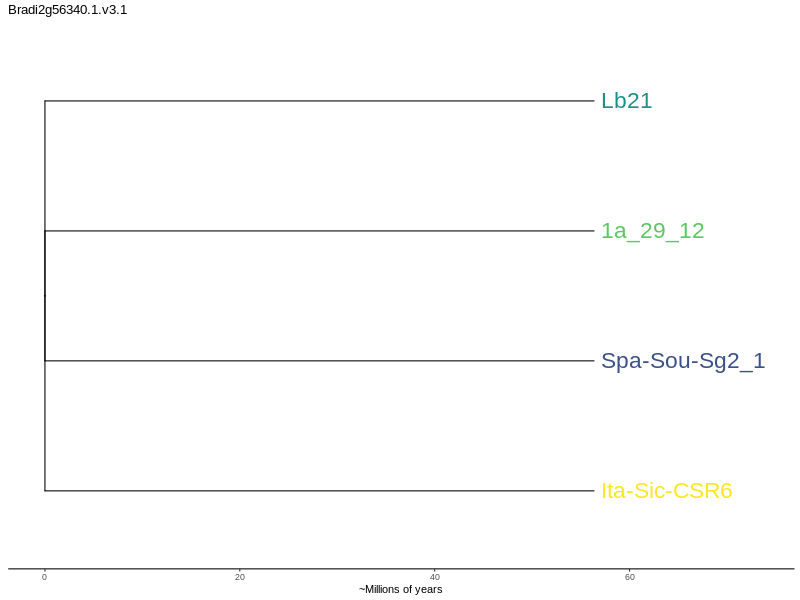 Bradi2g56340.1.v3.1
Lb21
1a_29_12
Spa-Sou-Sg2_1
Ita-Sic-CSR6
0 20 40 60
~Millions of years